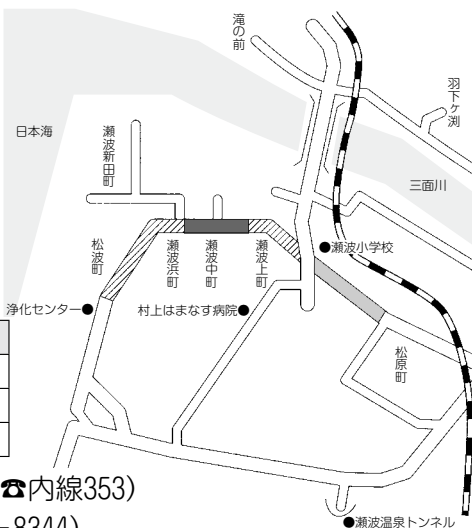 滝の前
羽下ヶ渕
日本海
瀬波新田町
三面川
松波町
瀬波浜町
瀬波中町
瀬波上町
●瀬波小学校
浄化センター●
村上はまなす病院●
松原町
☎内線353)
-8344)
●瀬波温泉トンネル